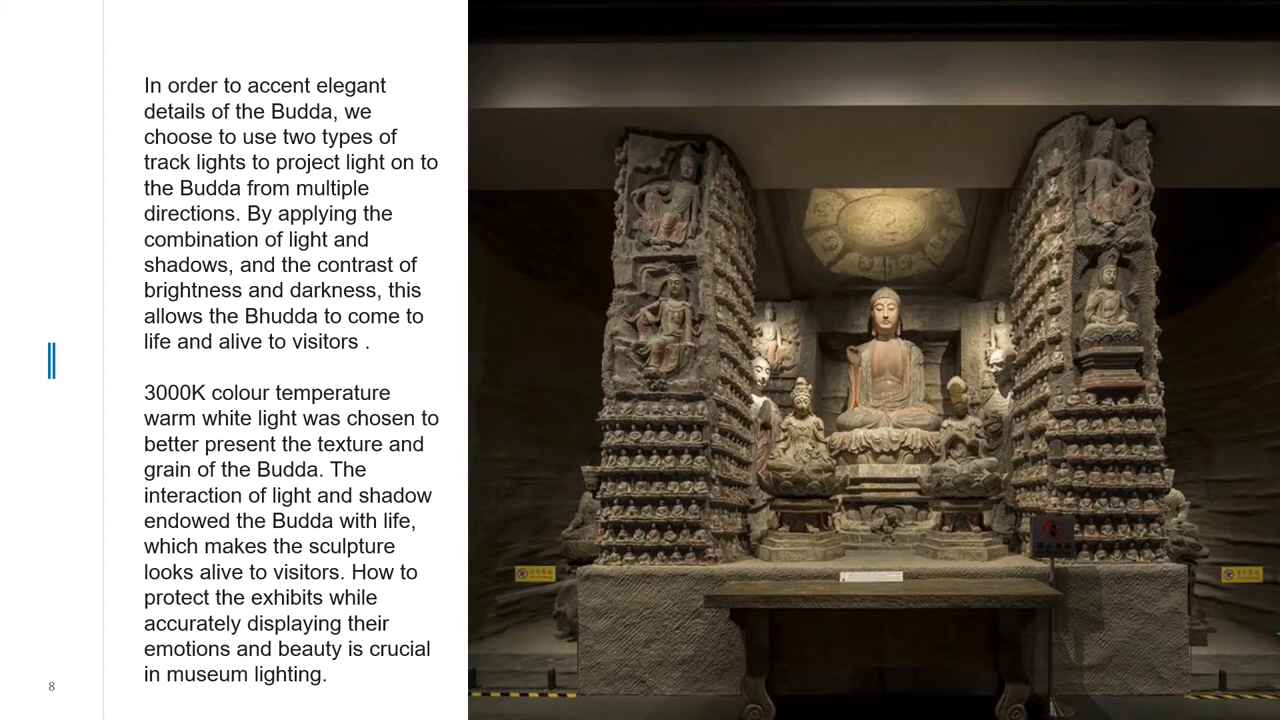 In order to accent elegant
details of the Budda, we
choose to use two types of
track lights to project light on to
the Budda from multiple
directions. By applying the
combination of light and
shadows, and the contrast of
brightness and darkness, this
allows the Bhudda to come to
life and alive to visitors .
3000K colour temperature
warm white light was chosen to
better present the texture and
grain of the Budda. The
interaction of light and shadow
endowed the Budda with life,
which makes the sculpture
looks alive to visitors. How to
protect the exhibits while
accurately displaying their
emotions and beauty is crucial
in museum lighting.
8